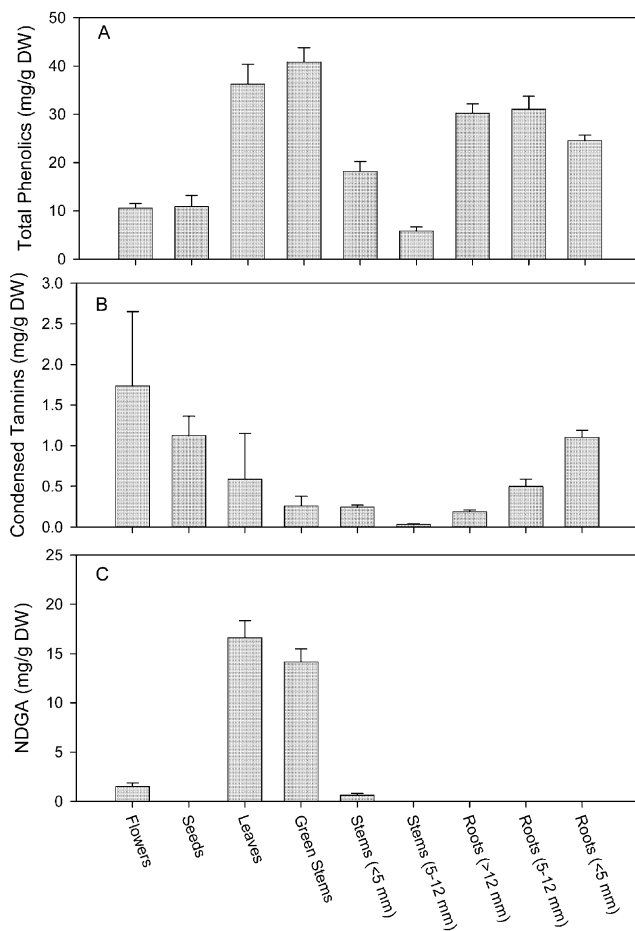 A
Total Phenolics (mg/g DW)
50
40
30
20
10
0
B
Condensed Tannins (mg/g DW)
3.0
2.5
2.0
1.5
1.0
0.5
0.0
C
NDGA (mg/g DW)
25
20
15
10
5
0
Flowers
Seeds
Leaves
Green Stems
Stems (<5 mm)
Stems (5-12 mm)
Roots (>12 mm)
Roots (5-12 mm)
Roots (<5 mm)